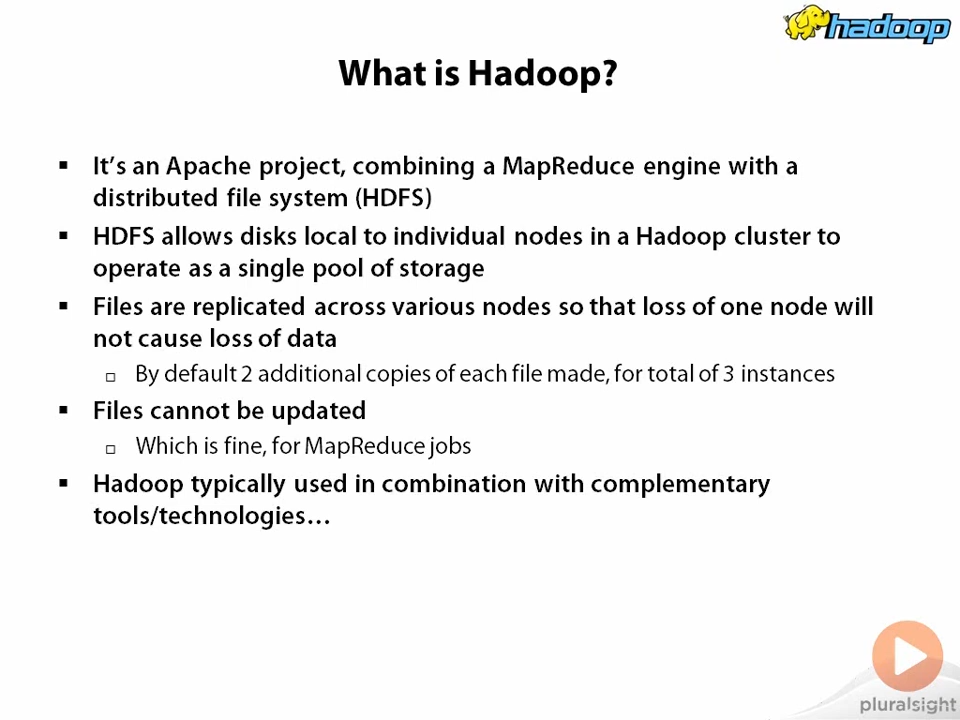 hadoop
What is Hadoop?
▪ It's an Apache project, combining a MapReduce engine with a
distributed file system (HDFS)
▪ HDFS allows disks local to individual nodes in a Hadoop cluster to
operate as a single pool of storage
▪ Files are replicated across various nodes so that loss of one node will
not cause loss of data
▫ By default 2 additional copies of each file made, for total of 3 instances
▪ Files cannot be updated
▫ Which is fine, for MapReduce jobs
▪ Hadoop typically used in combination with complementary
tools/technologies…
pluralsight